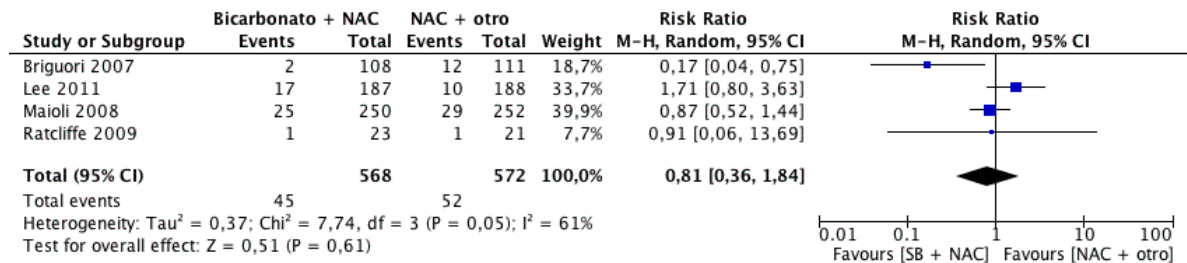 Bicarbonato + NAC NAC + otro Risk Ratio Risk Ratio
Study or Subgroup Events Total Events Total Weight M-H, Random, 95% CI M-H, Random, 95% CI
Briguori 2007 2 108 12 111 18,7% 0,17 [0,04, 0,75]
Lee 2011 17 187 10 188 33,7% 1,71 [0,80, 3,63]
Maioli 2008 25 250 29 252 39,9% 0,87 [0,52, 1,44]
Ratcliffe 2009 1 23 1 21 7,7% 0,91 [0,06, 13,69]
Total (95% CI) 568 572 100,0% 0,81 [0,36, 1,84]
Total events 45 52
Heterogeneity: Tau² = 0,37; Chi² = 7,74, df = 3 (P = 0,05); I² = 61%
Test for overall effect: Z = 0,51 (P = 0,61)
0.01 0.1 1 10 100
Favours [SB + NAC] Favours [NAC + otro]